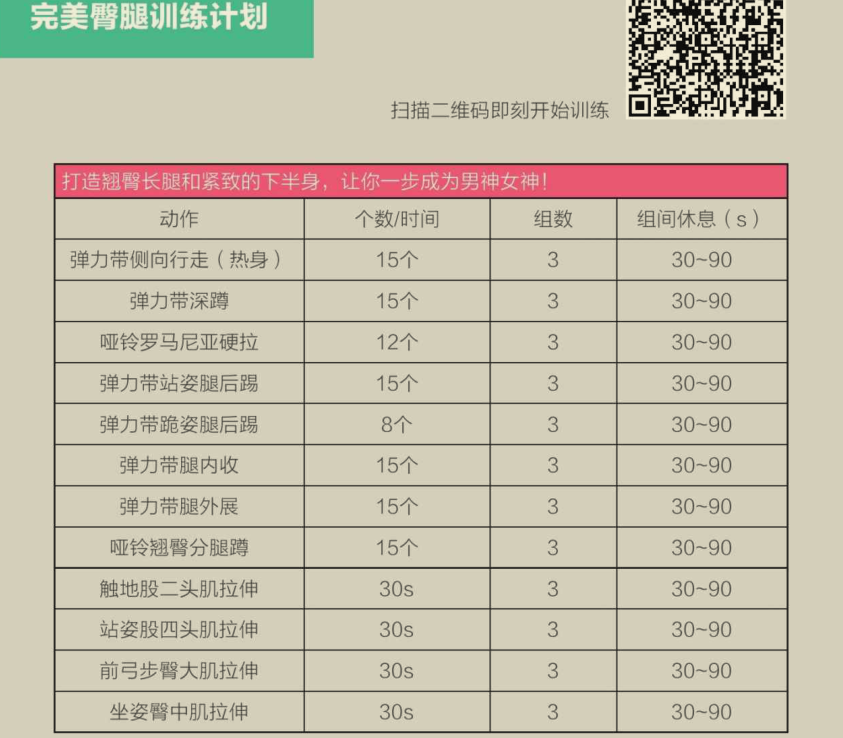 完美臀腿训练计划
扫描二维码即刻开始训练
打造翘臀长腿和紧致的下半身，让你一步成为男神女神！
动作 个数/时间 组数 组间休息（s）
弹力带侧向行走（热身） 15个 3 30~90
弹力带深蹲 15个 3 30~90
哑铃罗马尼亚硬拉 12个 3 30~90
弹力带站姿腿后踢 15个 3 30~90
弹力带跪姿腿后踢 8个 3 30~90
弹力带腿内收 15个 3 30~90
弹力带腿外展 15个 3 30~90
哑铃翘臀分腿蹲 15个 3 30~90
触地股二头肌拉伸 30s 3 30~90
站姿股四头肌拉伸 30s 3 30~90
前弓步臀大肌拉伸 30s 3 30~90
坐姿臀中肌拉伸 30s 3 30~90